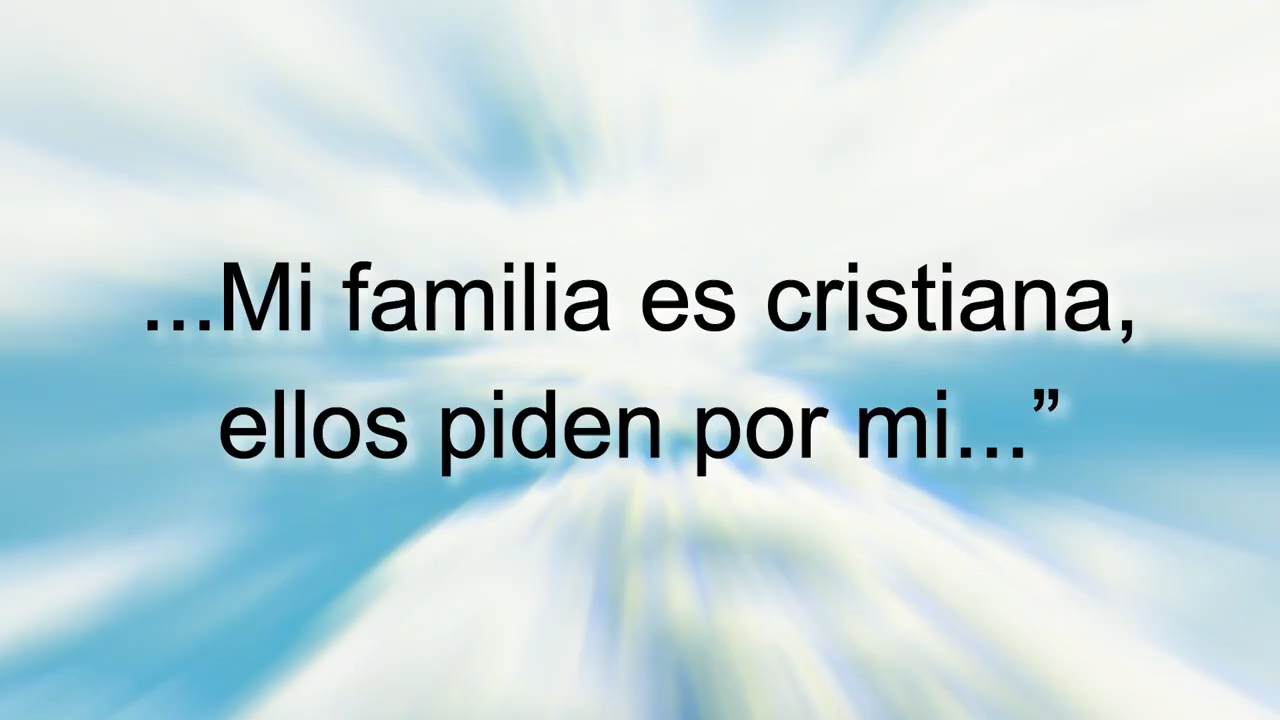 ...Mi familia es cristiana,
ellos piden por mi...”